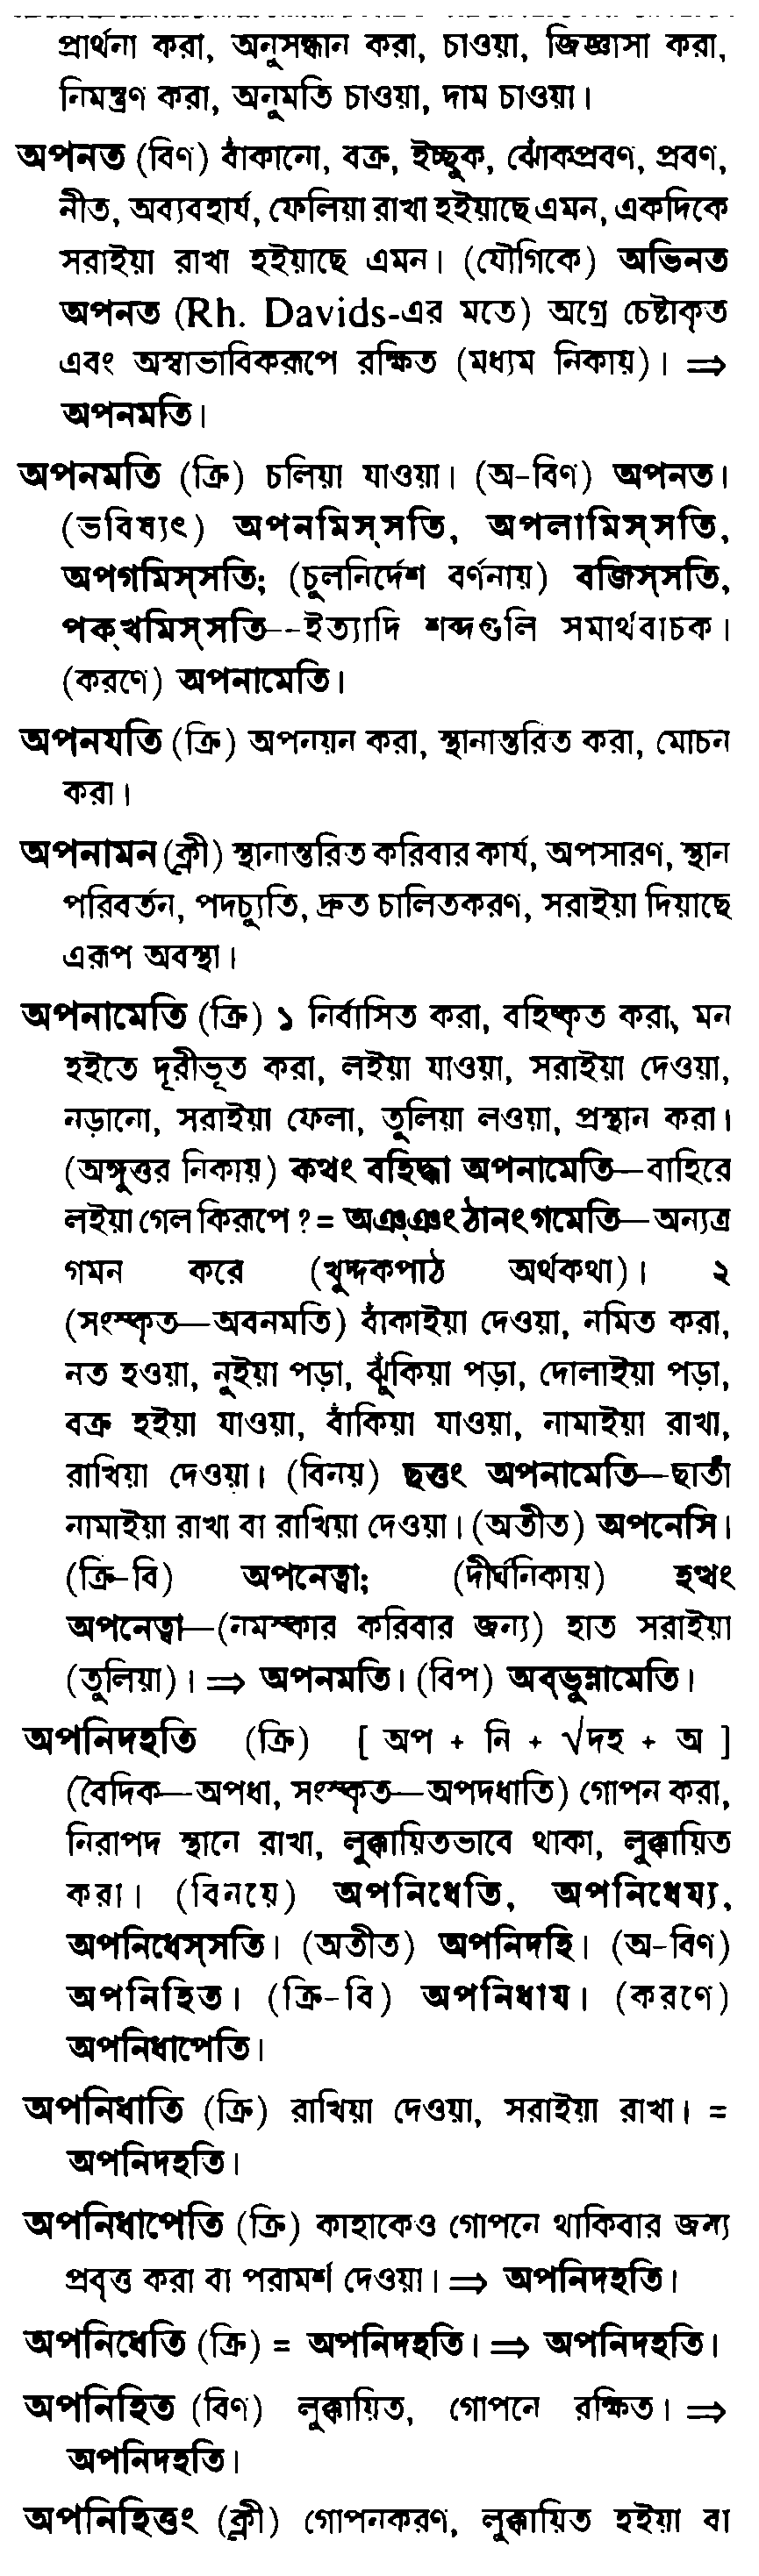 প্রার্থনা করা, অনুসন্ধান করা, চাওয়া, জিজ্ঞাসা করা,
নিমন্ত্রণ করা, অনুমতি চাওয়া, দাম চাওয়া।
অপনত (বিণ) বাঁকানো, বক্র, ইচ্ছুক, ঝোঁকপ্রবণ, প্রবণ,
নীত, অব্যবহার্য, ফেলিয়া রাখা হইয়াছে এমন, একদিকে
সরাইয়া রাখা হইয়াছে এমন। (যৌগিকে) অভিনত
অপনত (Rh. Davids-এর মতে) অগ্রে চেষ্টাকৃত
এবং অস্বাভাবিকরূপে রক্ষিত (মধ্যম নিকায়)। ⇒
অপনমতি।
অপনমতি (ক্রি) চলিয়া যাওয়া। (অ-বিণ) অপনত।
(ভবিষ্যৎ) অপনমিস্সতি, অপলামিস্সতি,
অপগমিস্সতি; (চুলনির্দেশ বর্ণনায়) বজিস্সতি,
পক্খমিস্সতি--ইত্যাদি শব্দগুলি সমার্থবাচক।
(করণে) অপনামেতি।
অপনযতি (ক্রি) অপনয়ন করা, স্থানান্তরিত করা, মোচন
করা।
অপনামন (ক্লী) স্থানান্তরিত করিবার কার্য, অপসারণ, স্থান
পরিবর্তন, পদচ্যুতি, দ্রুত চালিতকরণ, সরাইয়া দিয়াছে
এরূপ অবস্থা।
অপনামেতি (ক্রি) ১ নির্বাসিত করা, বহিষ্কৃত করা, মন
হইতে দূরীভূত করা, লইয়া যাওয়া, সরাইয়া দেওয়া,
নড়ানো, সরাইয়া ফেলা, তুলিয়া লওয়া, প্রস্থান করা।
(অঙ্গুত্তর নিকায়) কথং বহিদ্ধা অপনামেতি—বাহিরে
লইয়া গেল কিরূপে ? = অঞ্ঞং ঠানং গমেতি—অন্যত্র
গমন করে (খুদ্দকপাঠ অর্থকথা)। ২
(সংস্কৃত—অবনমতি) বাঁকাইয়া দেওয়া, নমিত করা,
নত হওয়া, নুইয়া পড়া, ঝুঁকিয়া পড়া, দোলাইয়া পড়া,
বক্র হইয়া যাওয়া, বাঁকিয়া যাওয়া, নামাইয়া রাখা,
রাখিয়া দেওয়া। (বিনয়) ছত্তং অপনামেতি—ছাতা
নামাইয়া রাখা বা রাখিয়া দেওয়া। (অতীত) অপনেসি।
(ক্রি-বি) অপনেত্বা; (দীর্ঘনিকায়) হত্থং
অপনেত্বা—(নমস্কার করিবার জন্য) হাত সরাইয়া
(তুলিয়া)। ⇒ অপনমতি। (বিপ) অব্ভুন্নামেতি।
অপনিদহতি (ক্রি) [ অপ + নি + √দহ + অ ]
(বৈদিক—অপধা, সংস্কৃত—অপদধাতি) গোপন করা,
নিরাপদ স্থানে রাখা, লুক্কায়িতভাবে থাকা, লুক্কায়িত
করা। (বিনয়ে) অপনিধেতি, অপনিধেয্য,
অপনিধেস্সতি। (অতীত) অপনিদহি। (অ-বিণ)
অপনিহিত। (ক্রি-বি) অপনিধায। (করণে)
অপনিধাপেতি।
অপনিধাতি (ক্রি) রাখিয়া দেওয়া, সরাইয়া রাখা। =
অপনিদহতি।
অপনিধাপেতি (ক্রি) কাহাকেও গোপনে থাকিবার জন্য
প্রবৃত্ত করা বা পরামর্শ দেওয়া। ⇒ অপনিদহতি।
অপনিধেতি (ক্রি) = অপনিদহতি। ⇒ অপনিদহতি।
অপনিহিত (বিণ) লুক্কায়িত, গোপনে রক্ষিত। ⇒
অপনিদহতি।
অপনিহিত্তং (ক্লী) গোপনকরণ, লুক্কায়িত হইয়া বা